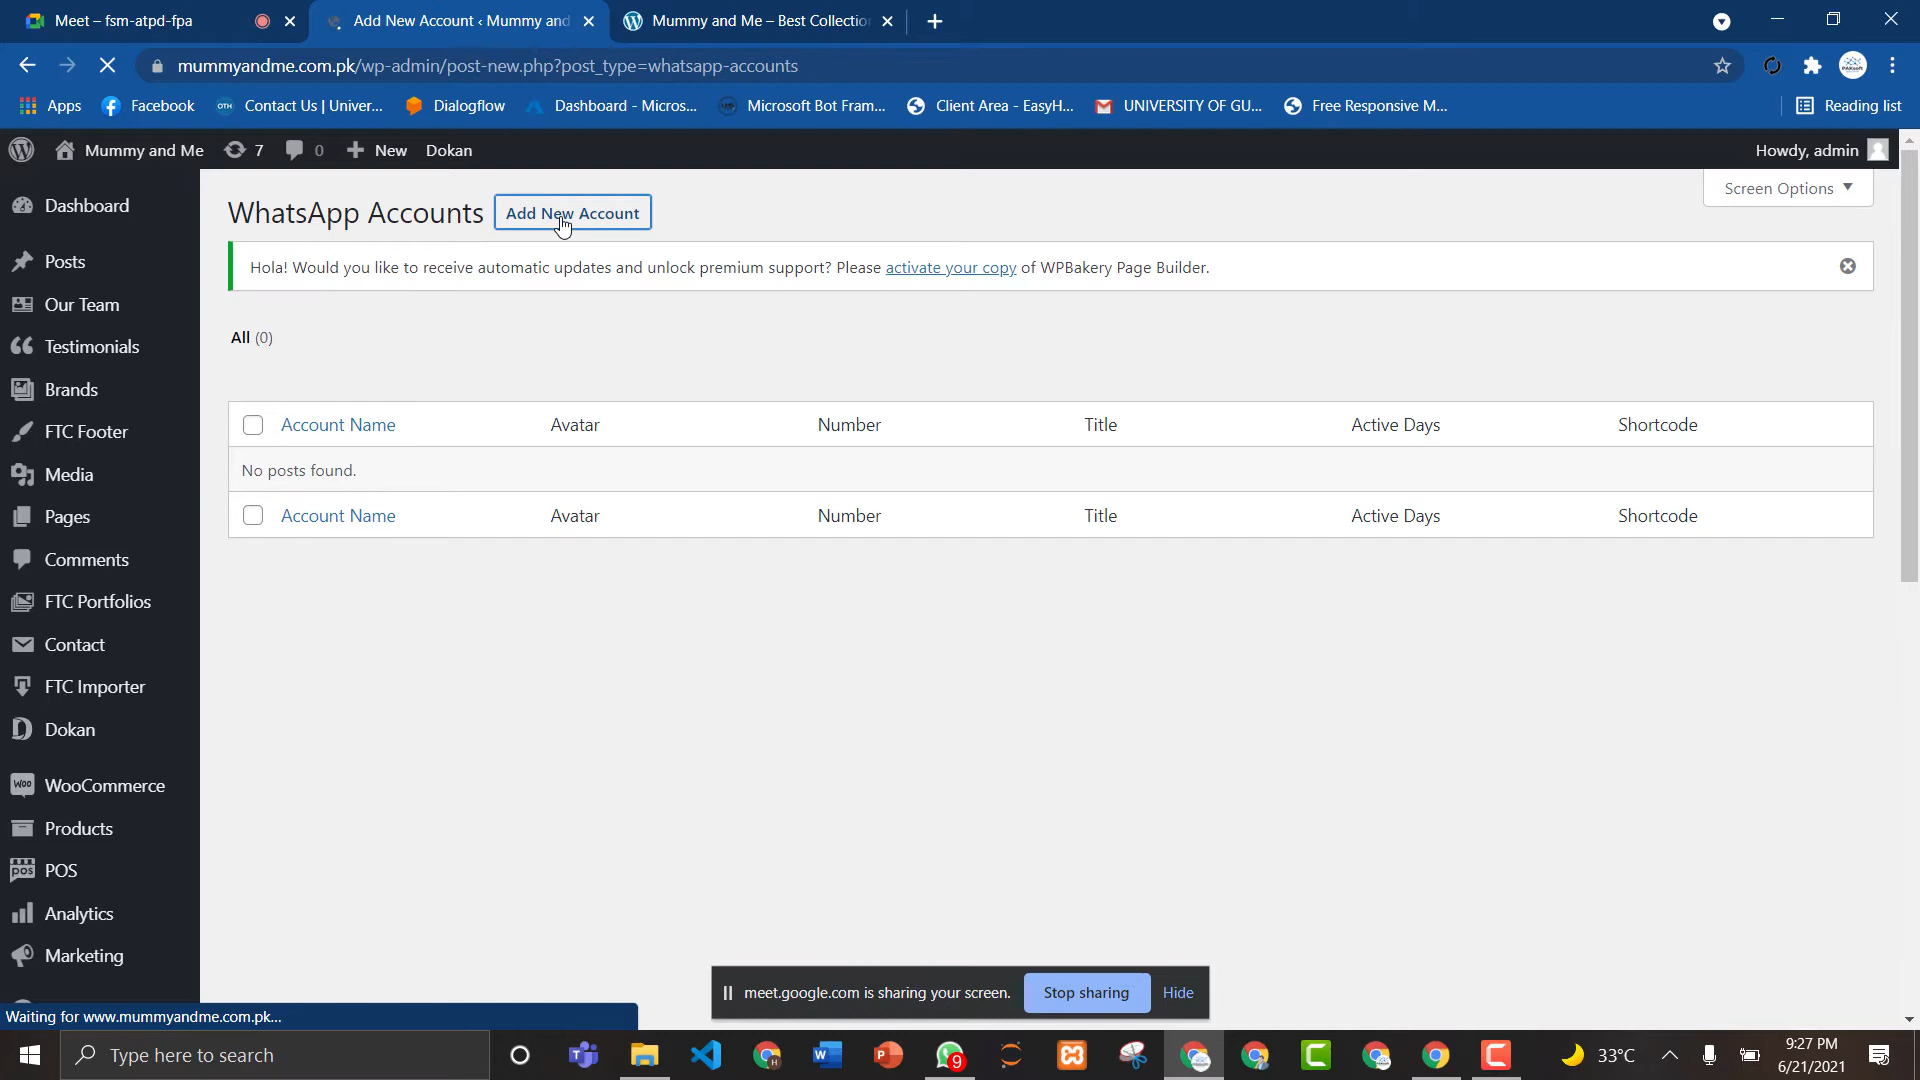 Meet – fsm-atpd-fpa
Add New Account ‹ Mummy and
Mummy and Me – Best Collectio
mummyandme.com.pk/wp-admin/post-new.php?post_type=whatsapp-accounts
Apps
Facebook
Contact Us | Univer...
Dialogflow
Dashboard - Micros...
Microsoft Bot Fram...
Client Area - EasyH...
UNIVERSITY OF GU...
Free Responsive M...
Reading list
Mummy and Me
7
0
New
Dokan
Howdy, admin
Dashboard
Posts
Our Team
Testimonials
Brands
FTC Footer
Media
Pages
Comments
FTC Portfolios
Contact
FTC Importer
Dokan
WooCommerce
Products
POS
Analytics
Marketing
Screen Options
WhatsApp Accounts
Add New Account
Hola! Would you like to receive automatic updates and unlock premium support? Please activate your copy of WPBakery Page Builder.
All (0)
Account Name Avatar Number Title Active Days Shortcode
No posts found.
Account Name Avatar Number Title Active Days Shortcode
meet.google.com is sharing your screen.
Stop sharing
Hide
Waiting for www.mummyandme.com.pk...
Type here to search
9
33°C
9:27 PM
6/21/2021